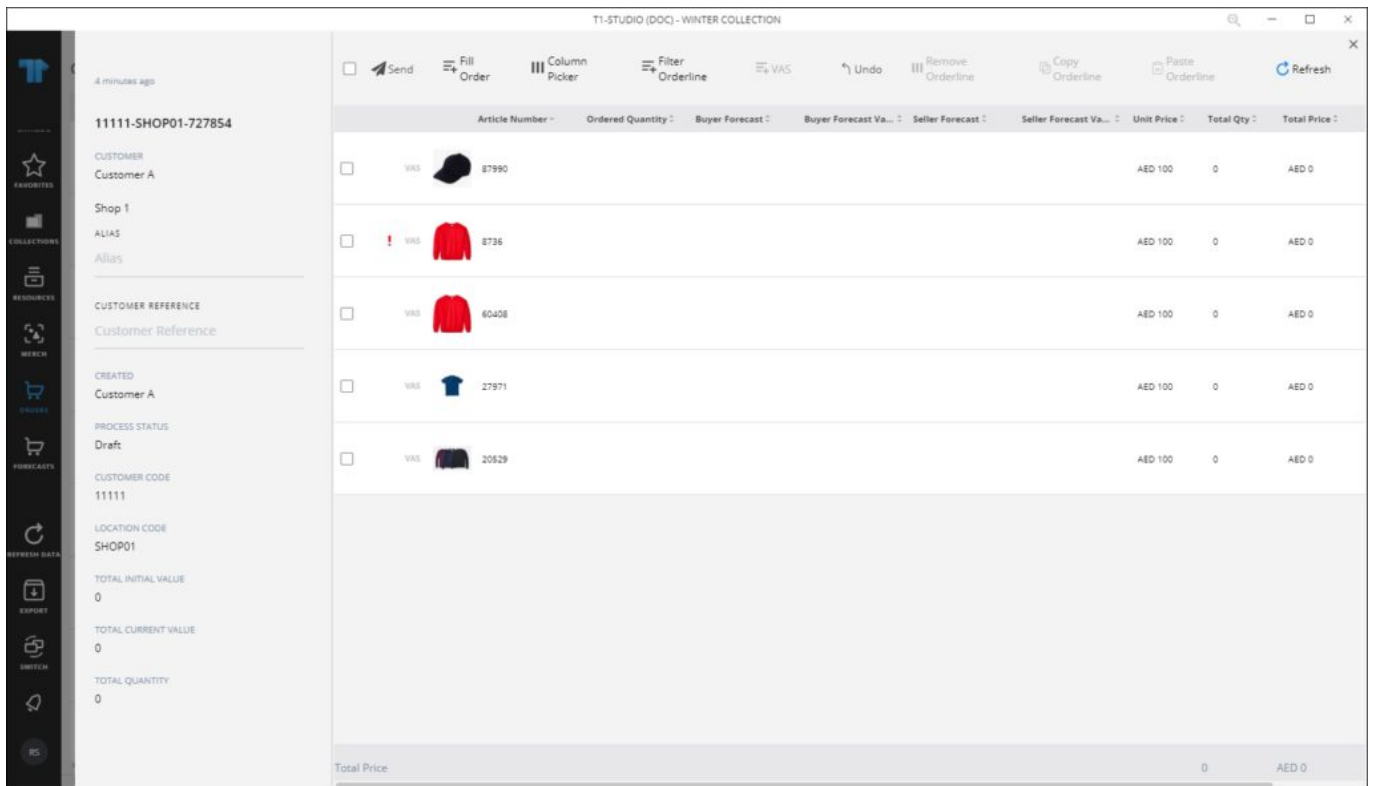 T1-STUDIO (DOC) - WINTER COLLECTION
FAVORITES
COLLECTIONS
RESOURCES
MERCH
ORDERS
FORECASTS
REFRESH DATA
EXPORT
SWITCH
RS
4 minutes ago
11111-SHOP01-727854
CUSTOMER
Customer A
Shop 1
ALIAS
Alias
CUSTOMER REFERENCE
Customer Reference
CREATED
Customer A
PROCESS STATUS
Draft
CUSTOMER CODE
11111
LOCATION CODE
SHOP01
TOTAL INITIAL VALUE
0
TOTAL CURRENT VALUE
0
TOTAL QUANTITY
0
Send
Fill
Order
Column
Picker
Filter
Orderline
VAS
Undo
Remove
Orderline
Copy
Orderline
Paste
Orderline
Refresh
Article Number Ordered Quantity Buyer Forecast Buyer Forecast Va... Seller Forecast Seller Forecast Va... Unit Price Total Qty Total Price
VAS 87990 AED 100 0 AED 0
! VAS 8736 AED 100 0 AED 0
VAS 60408 AED 100 0 AED 0
VAS 27971 AED 100 0 AED 0
VAS 20529 AED 100 0 AED 0
Total Price 0 AED 0